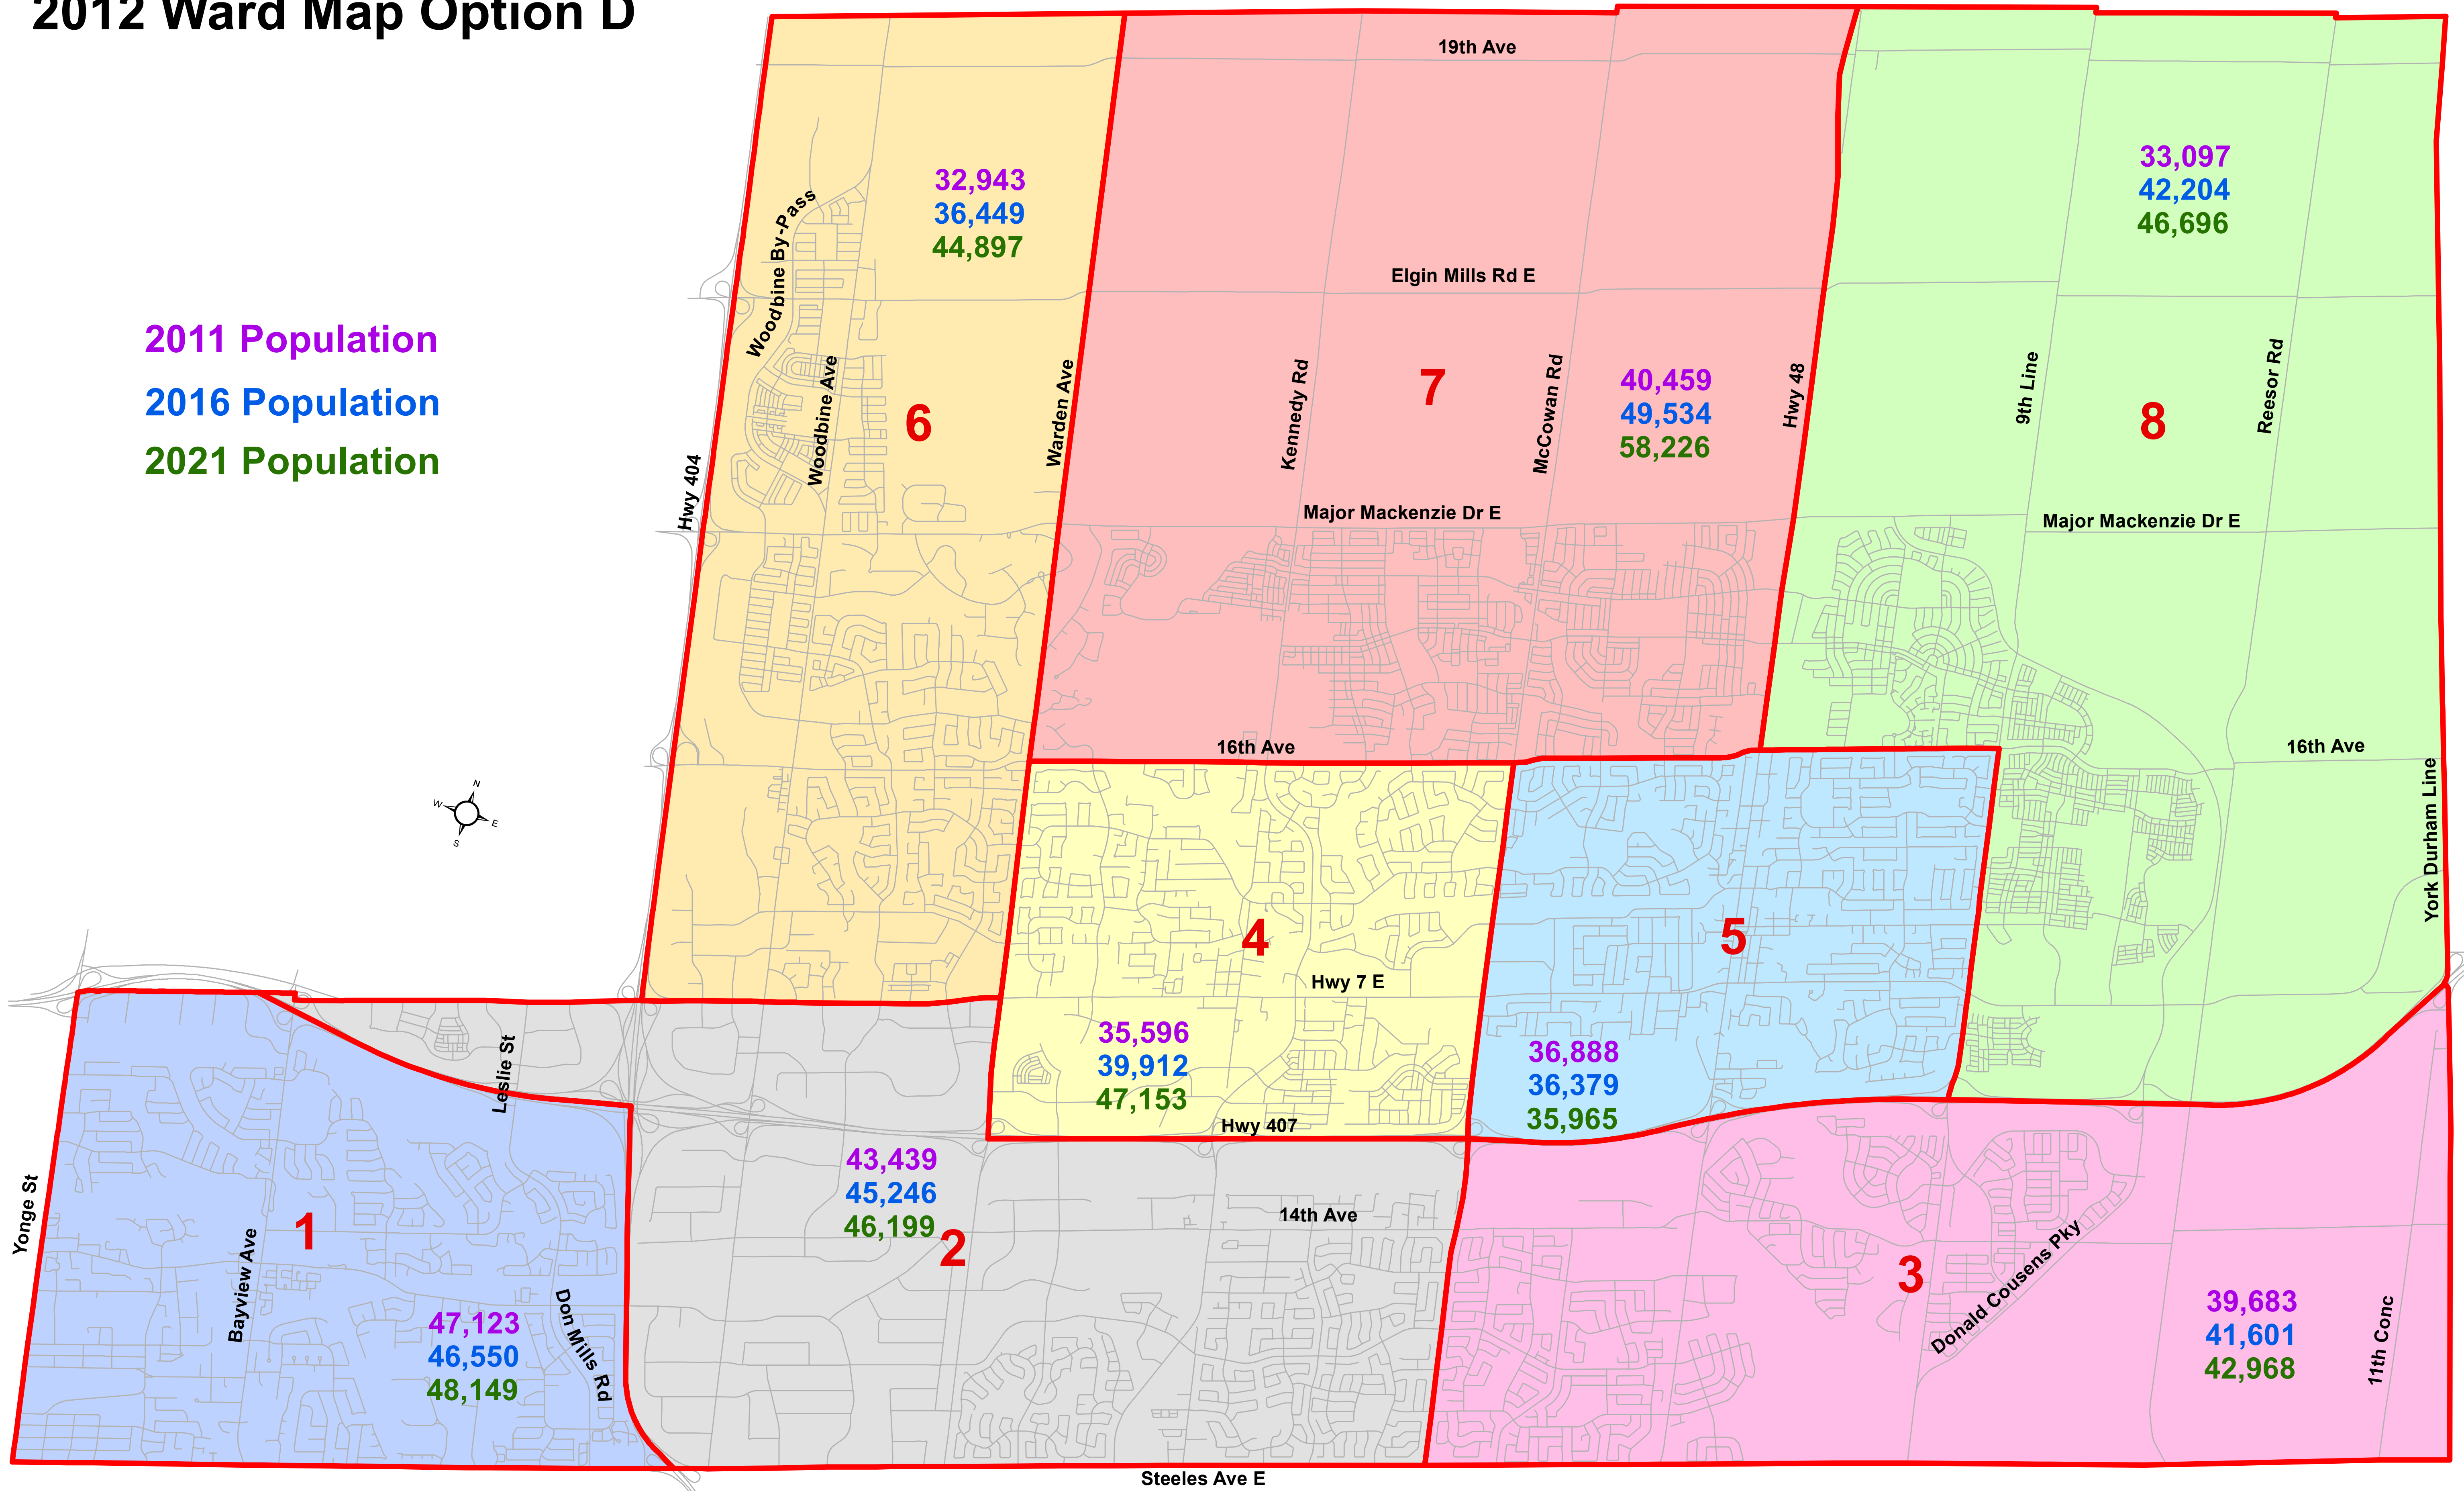 2012 Ward Map Option D
2011 Population
2016 Population
2021 Population
19th Ave
32,943
36,449
44,897
33,097
42,204
46,696
Woodbine By-Pass
Elgin Mills Rd E
Hwy 404
Woodbine Ave
6
Warden Ave
Kennedy Rd
7
McCowan Rd
40,459
49,534
58,226
Hwy 48
9th Line
8
Reesor Rd
Major Mackenzie Dr E
Major Mackenzie Dr E
16th Ave
16th Ave
York Durham Line
N
W
E
S
4
5
Hwy 7 E
35,596
39,912
47,153
36,888
36,379
35,965
Hwy 407
Leslie St
Yonge St
1
Bayview Ave
47,123
46,550
48,149
Don Mills Rd
43,439
45,246
46,199
2
14th Ave
3
Donald Cousens Pky
39,683
41,601
42,968
11th Conc
Steeles Ave E